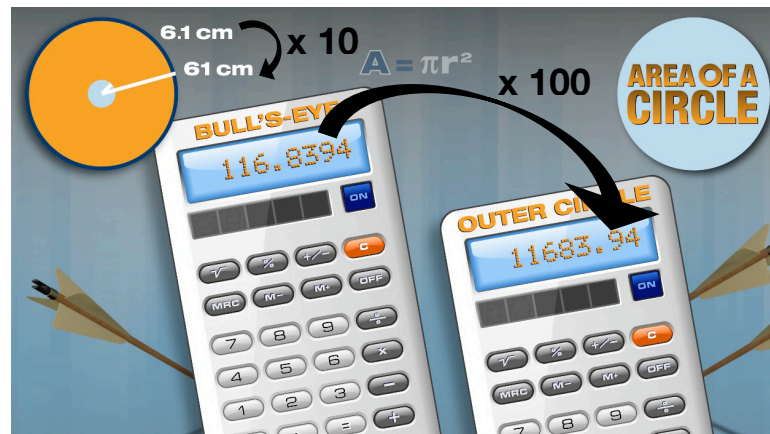 6.1 cm
x 10
61 cm
A = πr²
x 100
AREA OF A
CIRCLE
BULL'S-EYE
116.8394
ON
√ % +/− C
MRC M− M+ OFF
7 8 9 ÷
4 5 6 ×
1 2 3 −
= +
OUTER CIRCLE
11683.94
ON
√ % +/− C
MRC M− M+ OFF
7 8 9 ÷